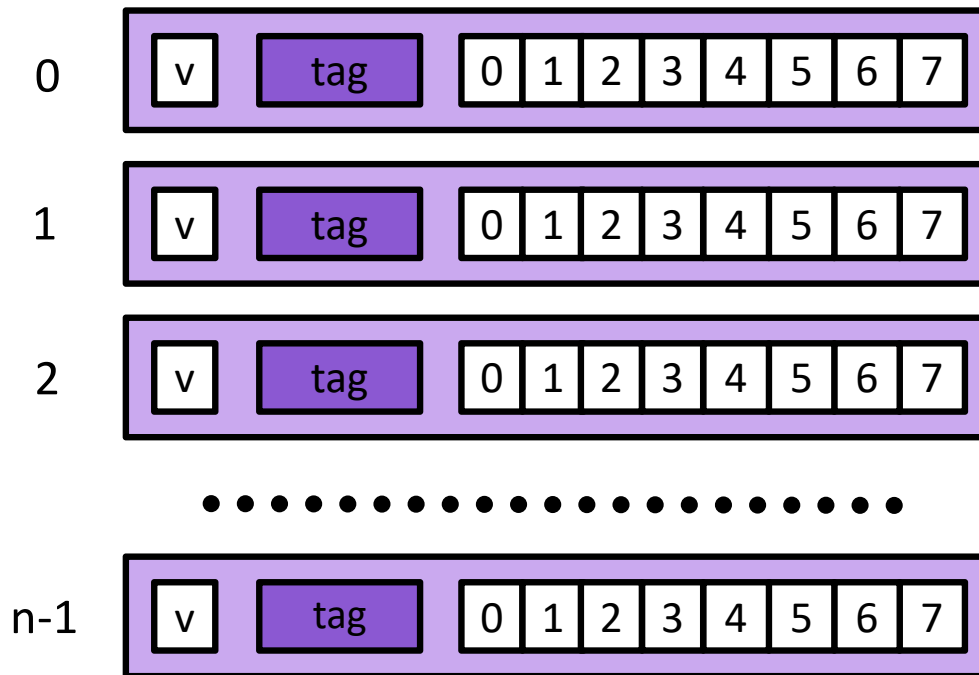 0 v tag 0 1 2 3 4 5 6 7
1 v tag 0 1 2 3 4 5 6 7
2 v tag 0 1 2 3 4 5 6 7
n-1 v tag 0 1 2 3 4 5 6 7